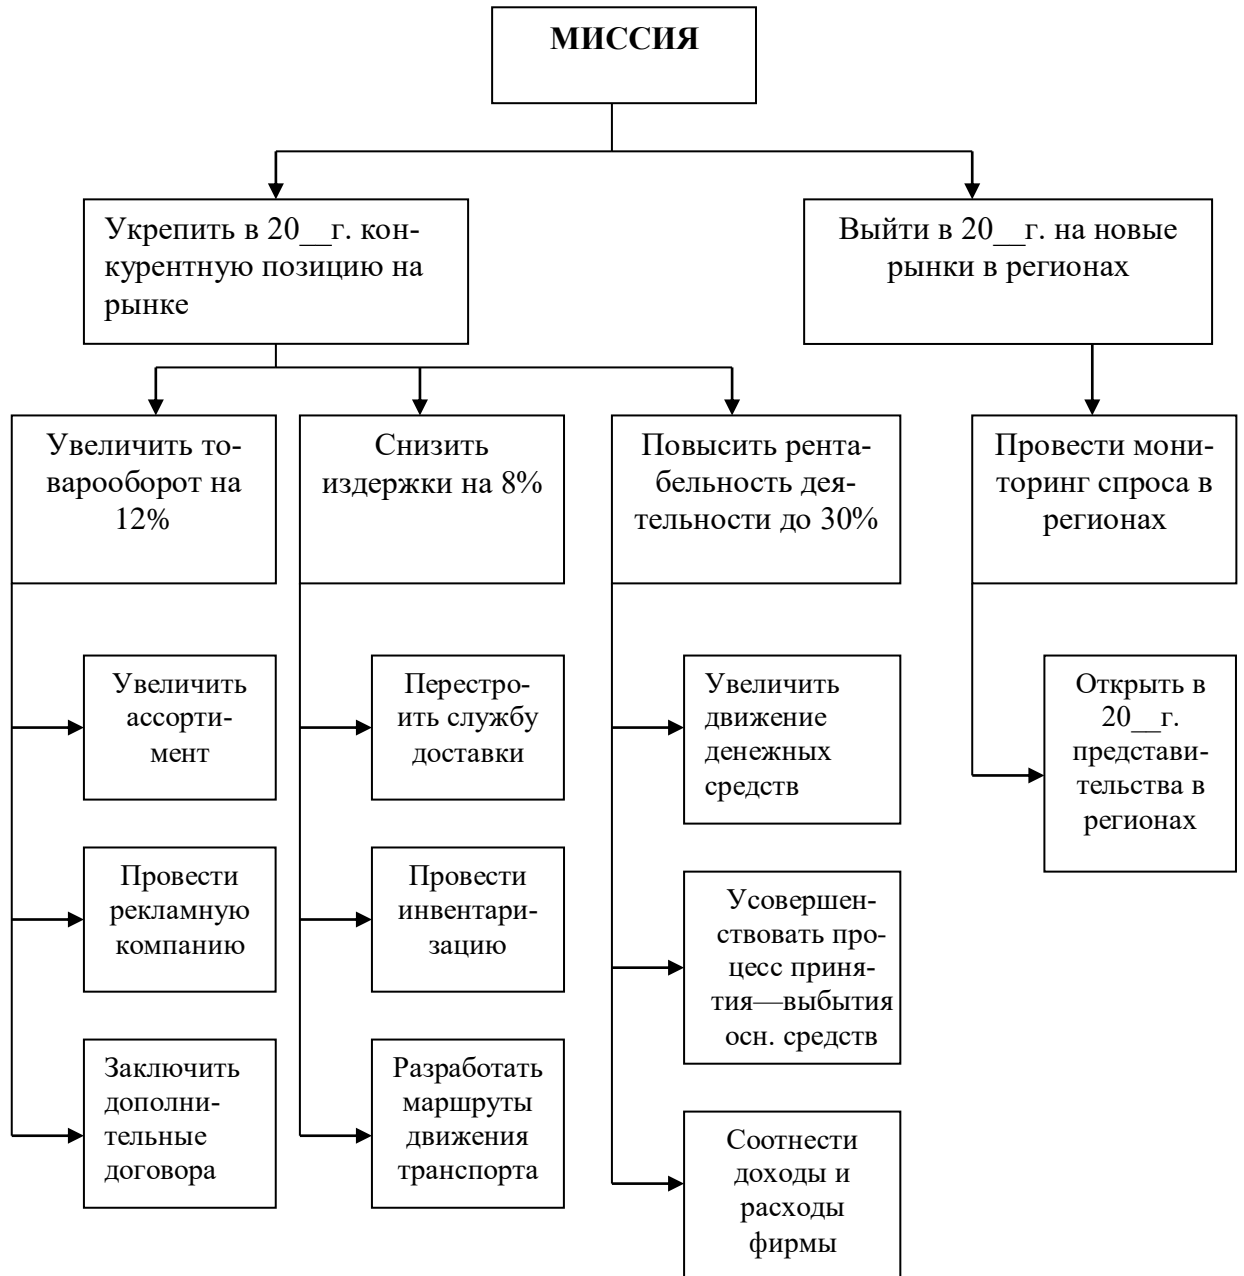 МИССИЯ
Укрепить в 20__г. кон-
курентную позицию на
рынке
Выйти в 20__г. на новые
рынки в регионах
Увеличить то-
варооборот на
12%
Снизить
издержки на 8%
Повысить рента-
бельность дея-
тельности до 30%
Провести мони-
торинг спроса в
регионах
Увеличить
ассорти-
мент
Перестро-
ить службу
доставки
Увеличить
движение
денежных
средств
Открыть в
20__г.
представи-
тельства в
регионах
Провести
рекламную
компанию
Провести
инвентари-
зацию
Усовершен-
ствовать про-
цесс приня-
тия—выбытия
осн. средств
Заключить
дополни-
тельные
договора
Разработать
маршруты
движения
транспорта
Соотнести
доходы и
расходы
фирмы